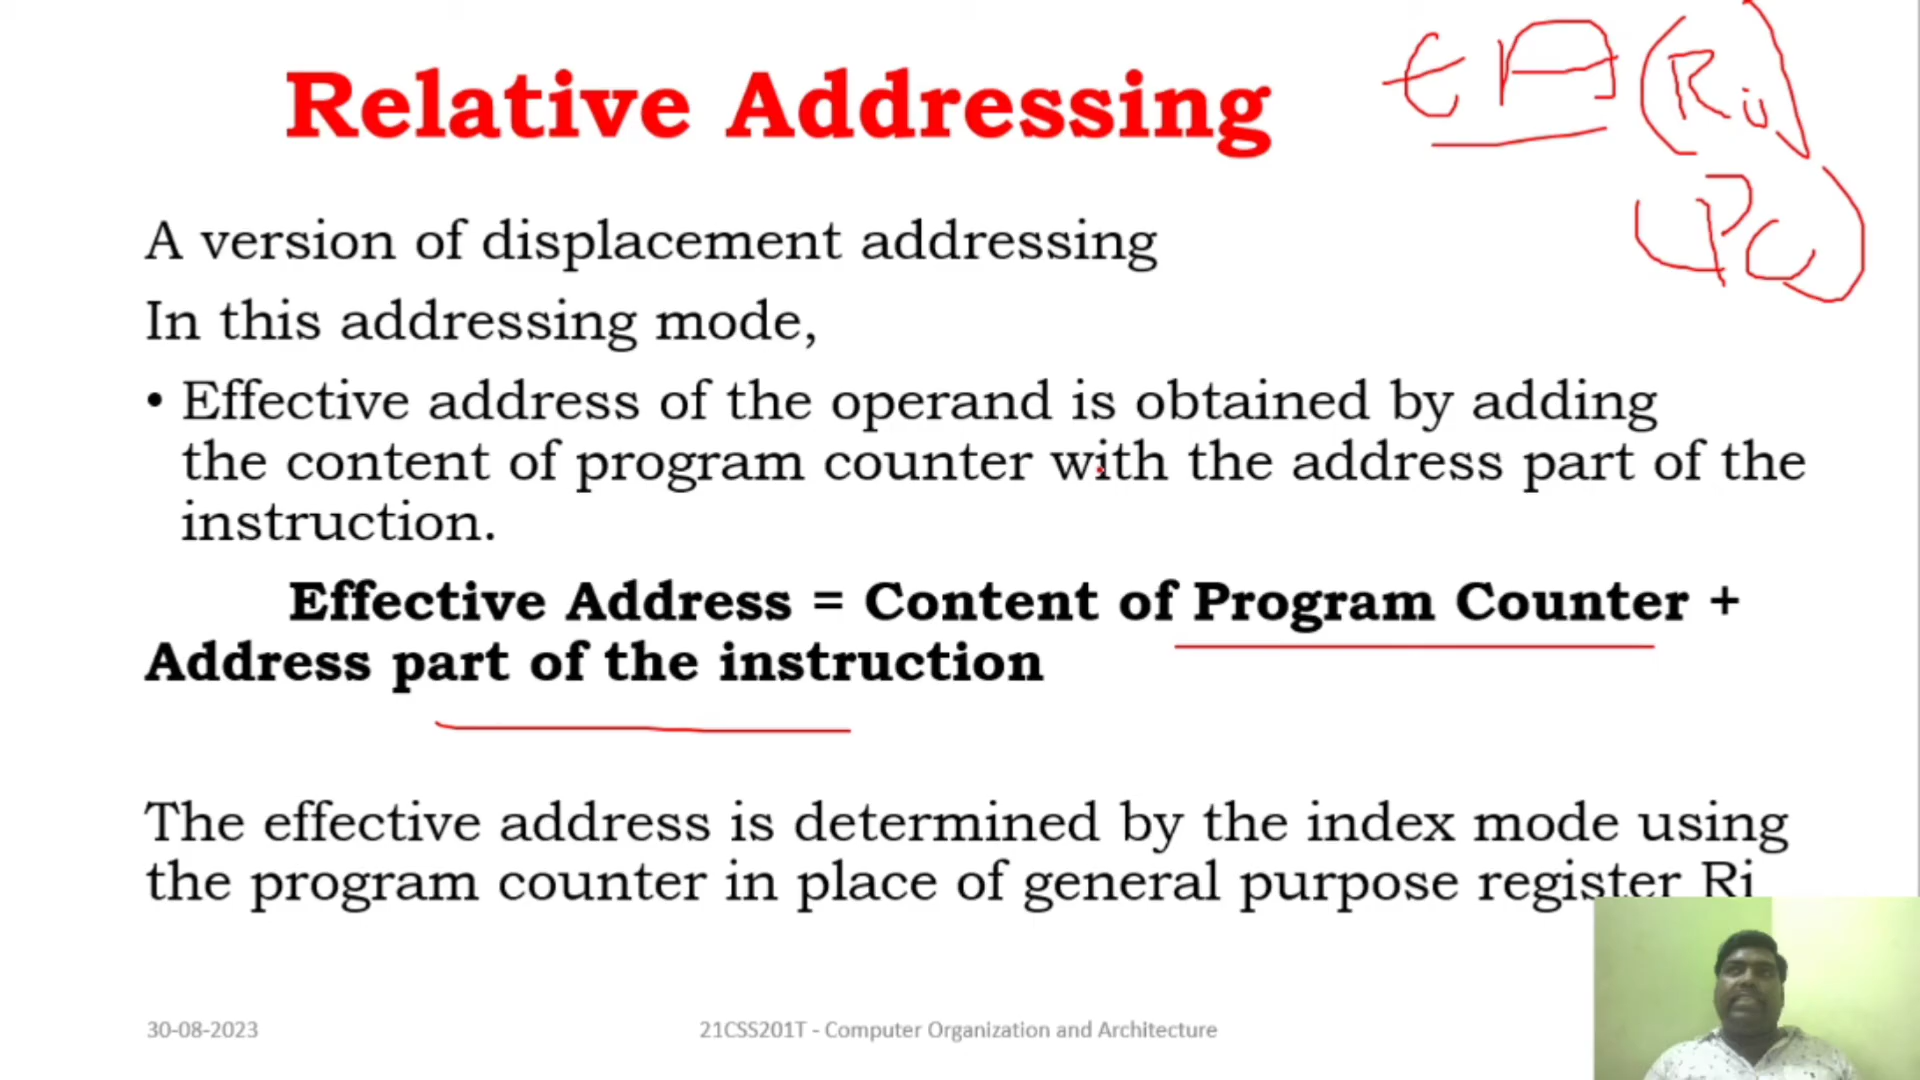 Relative Addressing
EA (Ri)
(PC)
A version of displacement addressing
In this addressing mode,
• Effective address of the operand is obtained by adding
the content of program counter with the address part of the
instruction.
Effective Address = Content of Program Counter +
Address part of the instruction
The effective address is determined by the index mode using
the program counter in place of general purpose register Ri
30-08-2023
21CSS201T - Computer Organization and Architecture